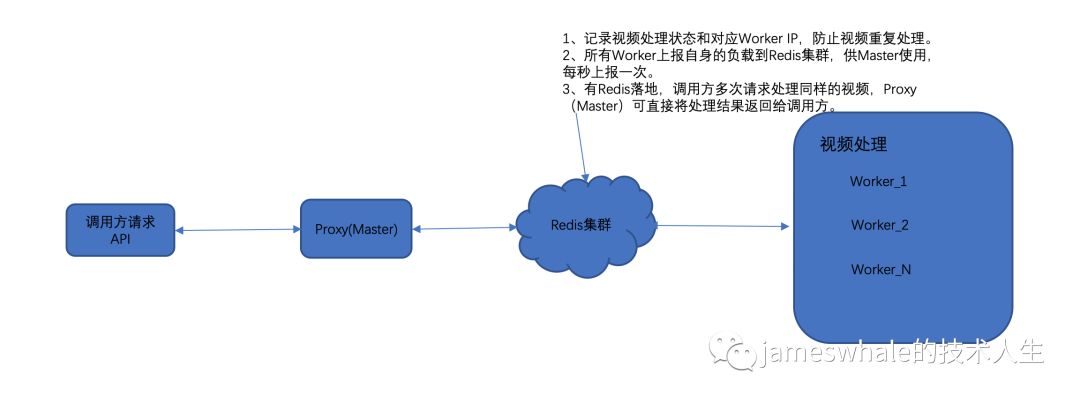 1、记录视频处理状态和对应Worker IP，防止视频重复处理。
2、所有Worker上报自身的负载到Redis集群，供Master使用，
每秒上报一次。
3、有Redis落地，调用方多次请求处理同样的视频，Proxy
（Master）可直接将处理结果返回给调用方。
调用方请求
API
Proxy(Master)
Redis集群
视频处理
Worker_1
Worker_2
Worker_N
jameswhale的技术人生